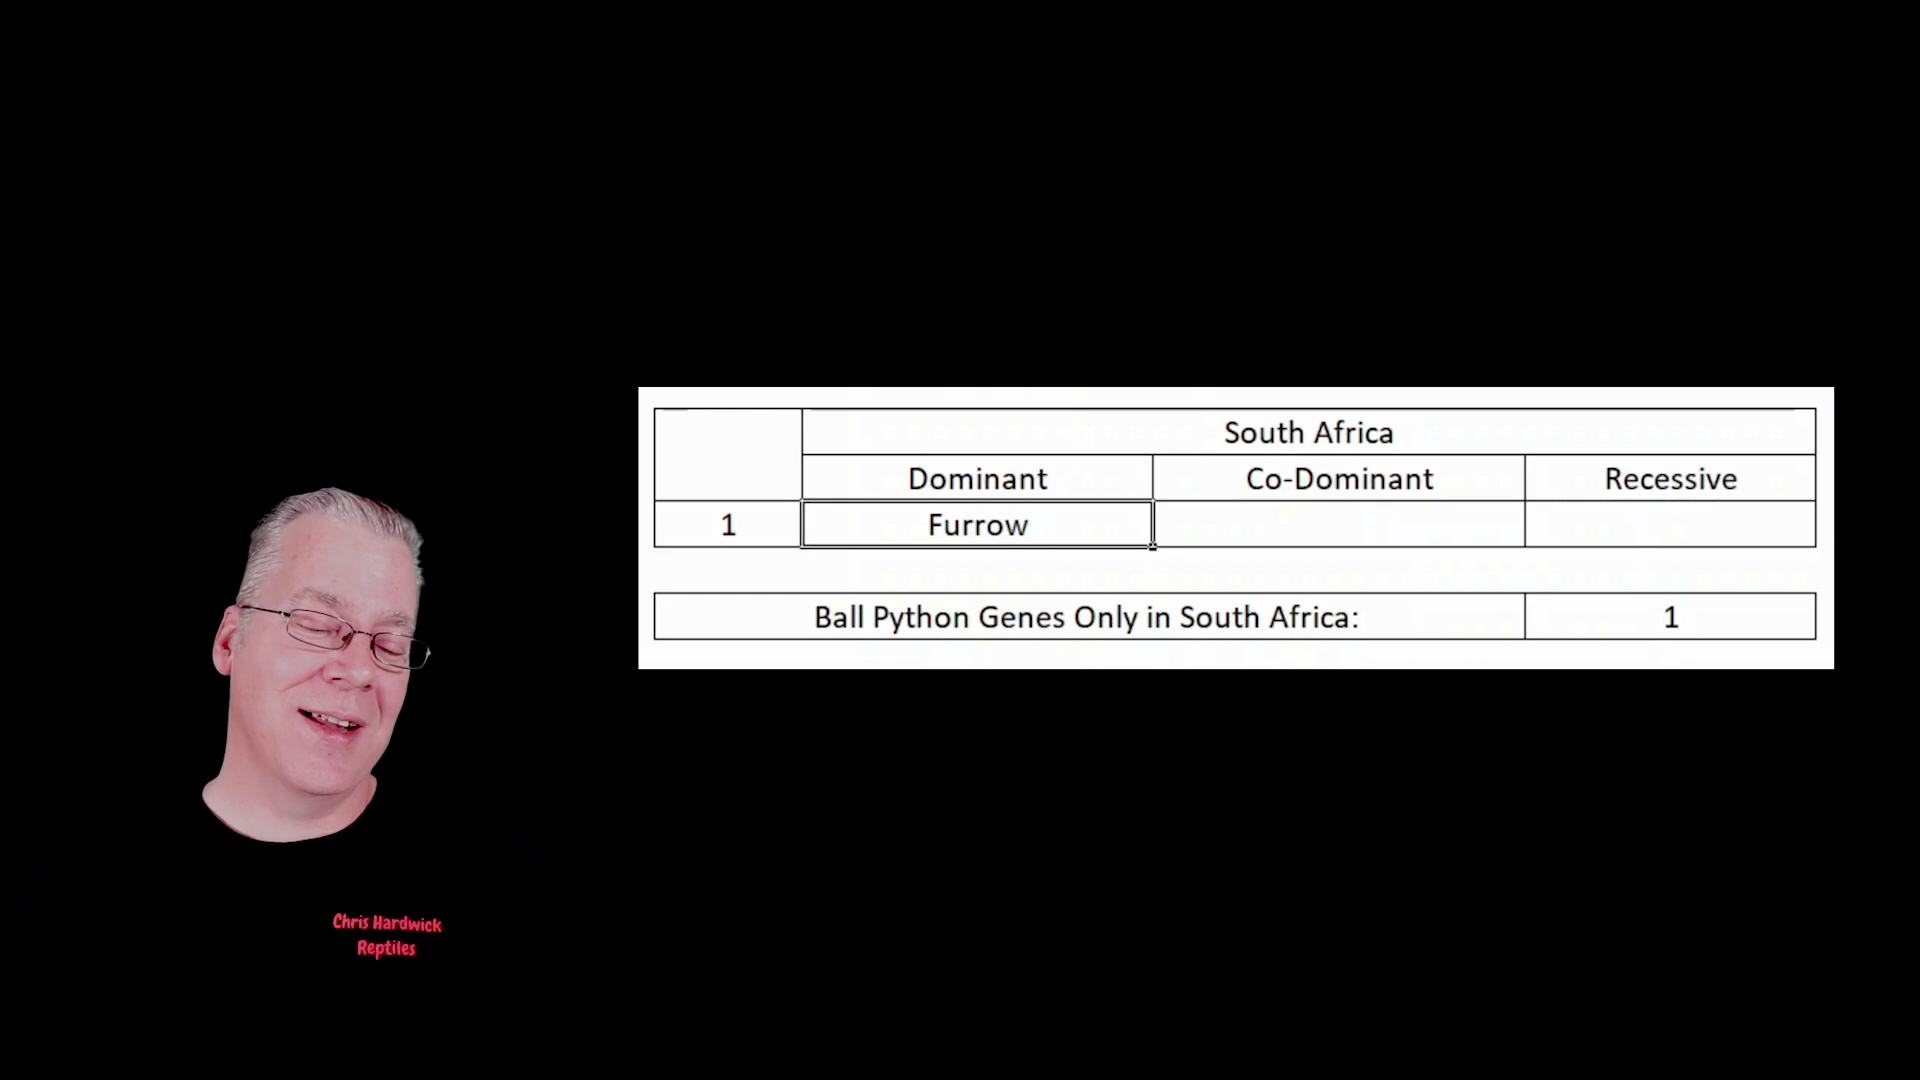 South Africa
Dominant Co-Dominant Recessive
1 Furrow
Ball Python Genes Only in South Africa: 1
Chris Hardwick
Reptiles